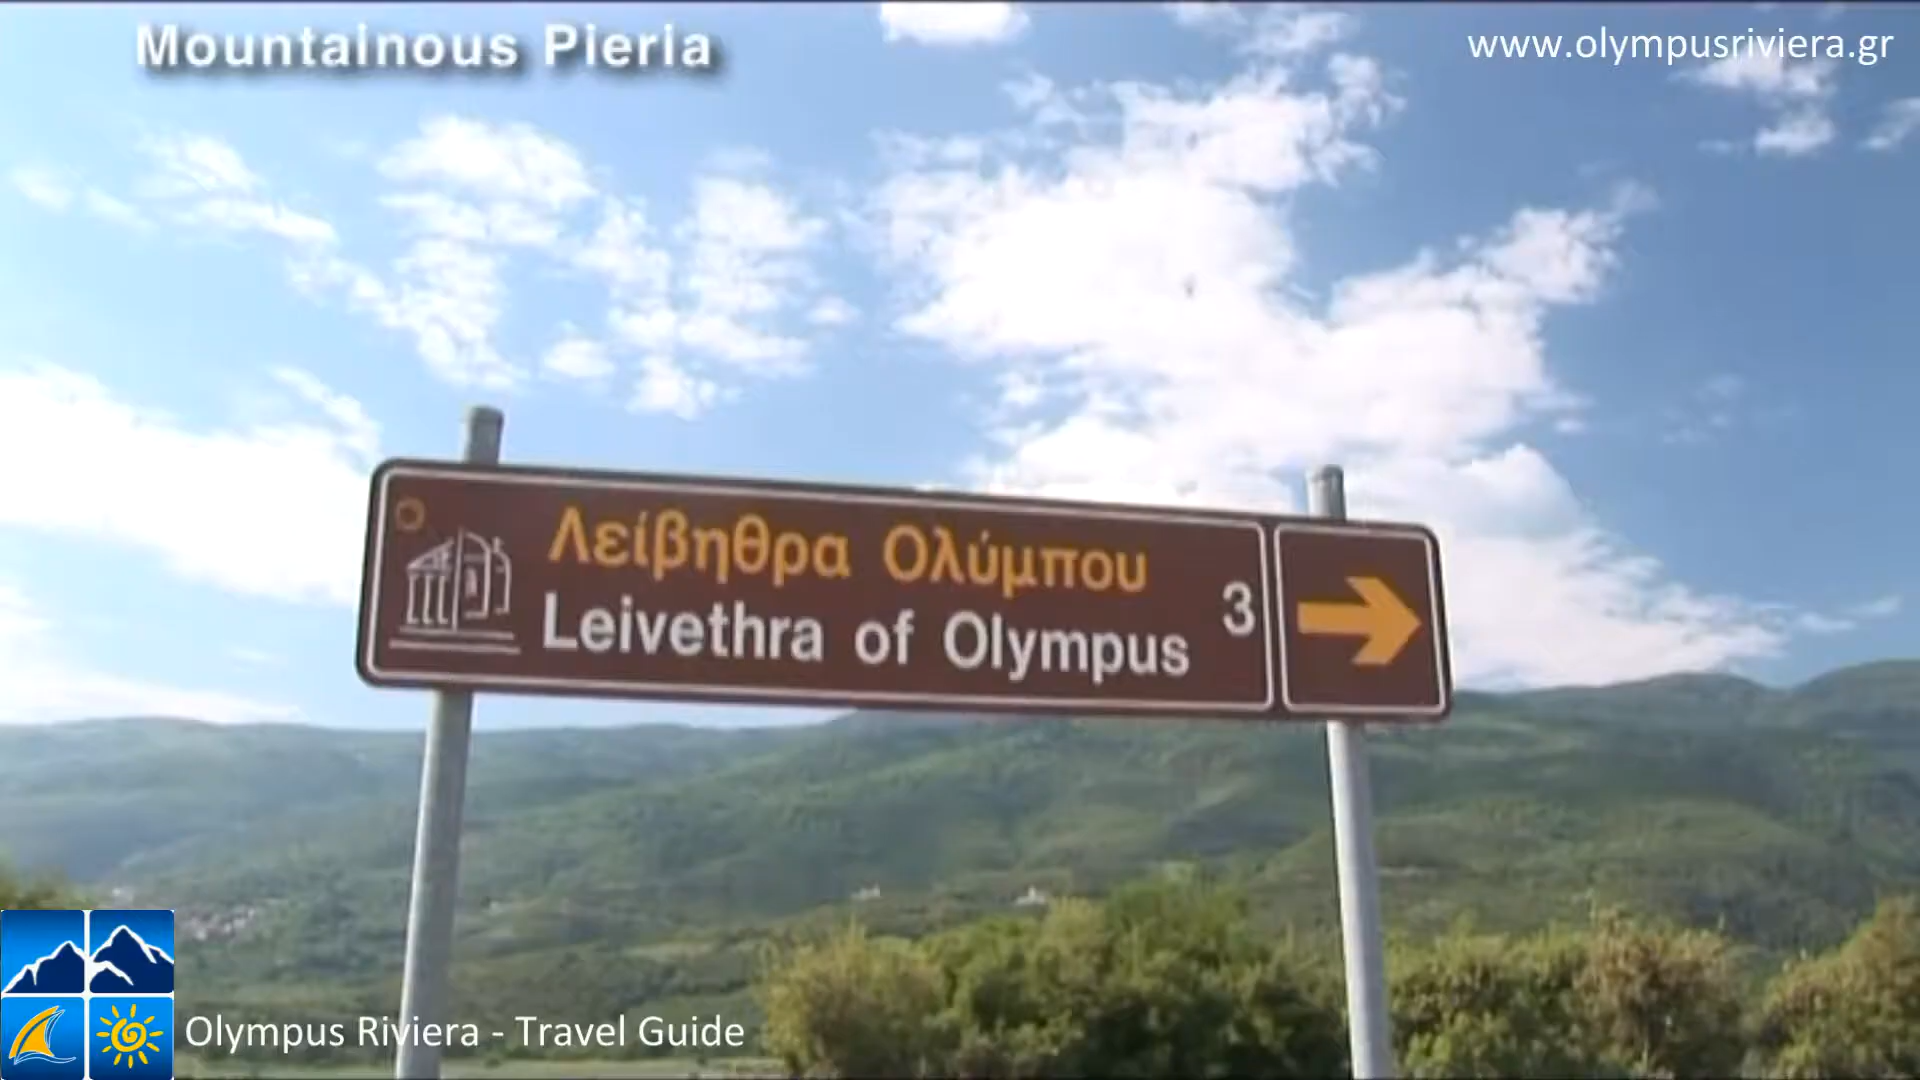 Mountainous Pieria
www.olympusriviera.gr
Λείβηθρα Ολύμπου
Leivethra of Olympus 3
Olympus Riviera - Travel Guide